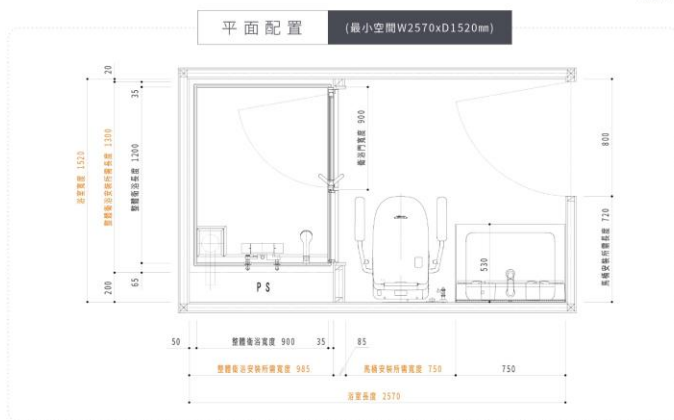 平面配置
(最小空間W2570xD1520㎜)
20
35
浴室寬度 1520
整體衛浴安裝所需長度 1300
整體衛浴長度 1200
200
65
衛浴門寬度 900
800
馬桶安裝所需長度 720
530
PS
50
整體衛浴寬度 900
35
85
整體衛浴安裝所需寬度 985
馬桶安裝所需寬度 750
750
浴室長度 2570